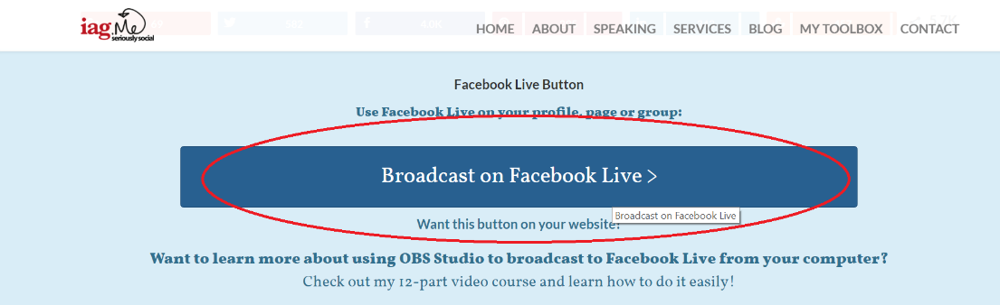 iag.Me
seriously social
HOME ABOUT SPEAKING SERVICES BLOG MY TOOLBOX CONTACT
Facebook Live Button
Use Facebook Live on your profile, page or group:
Broadcast on Facebook Live >
Broadcast on Facebook Live
Want this button on your website?
Want to learn more about using OBS Studio to broadcast to Facebook Live from your computer?
Check out my 12-part video course and learn how to do it easily!